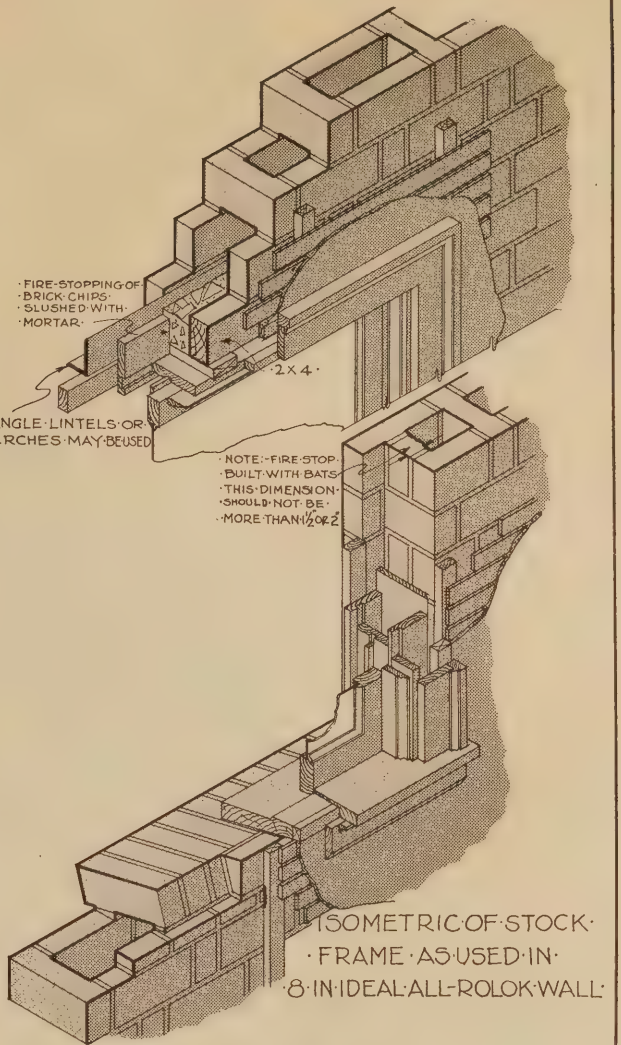 ·FIRE·STOPPING·OF·
BRICK·CHIPS·
SLUSHED·WITH·
·MORTAR·
·2X4·
NGLE·LINTELS·OR·
RCHES·MAY·BE·USED
·NOTE:-FIRE·STOP·
BUILT·WITH·BATS·
THIS·DIMENSION·
·SHOULD·NOT·BE·
·MORE·THAN·1½"OR 2"
ISOMETRIC·OF·STOCK·
·FRAME·AS·USED·IN·
·8·IN·IDEAL·ALL-ROLOK·WALL·